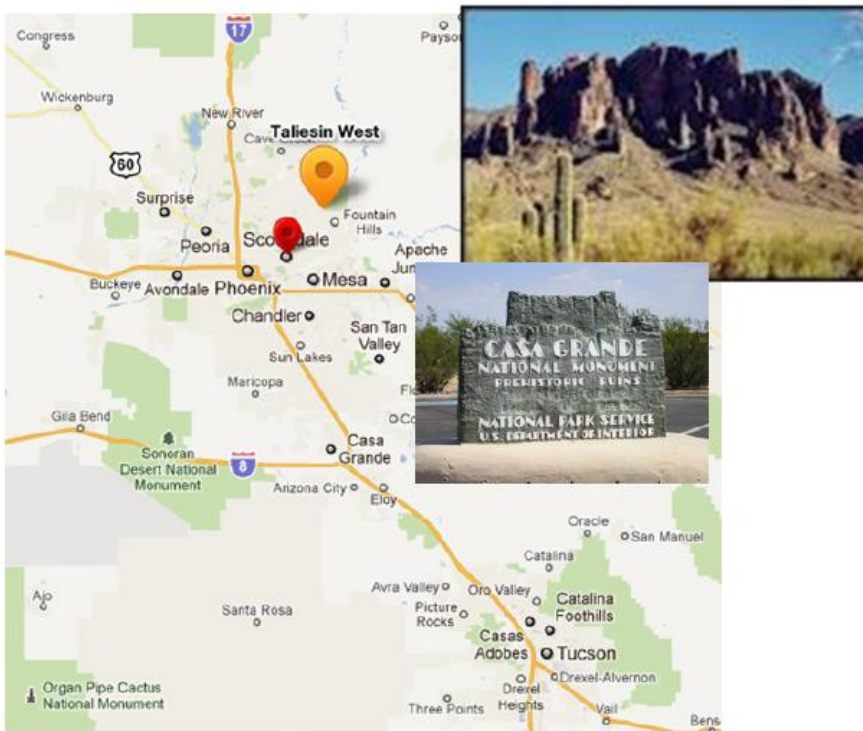 Congress
17
Payson
Wickenburg
New River
Taliesin West
60
Surprise
Fountain
Hills
Peoria
Scottsdale
Apache
Buckeye
Avondale
Phoenix
Mesa
Chandler
San Tan
Valley
Sun Lakes
Maricopa
CASA GRANDE
NATIONAL MONUMENT
PREHISTORIC RUINS
NATIONAL PARK SERVICE
U.S. DEPARTMENT OF INTERIOR
Gila Bend
Sonoran
Desert National
Monument
8
Casa
Grande
Arizona City
Eloy
Oracle
San Manuel
Catalina
Ajo
Santa Rosa
Avra Valley
Oro Valley
Picture
Rocks
Catalina
Foothills
Casas
Adobes
Tucson
Organ Pipe Cactus
National Monument
Drexel-Alvernon
Drexel
Heights
Three Points
Vail